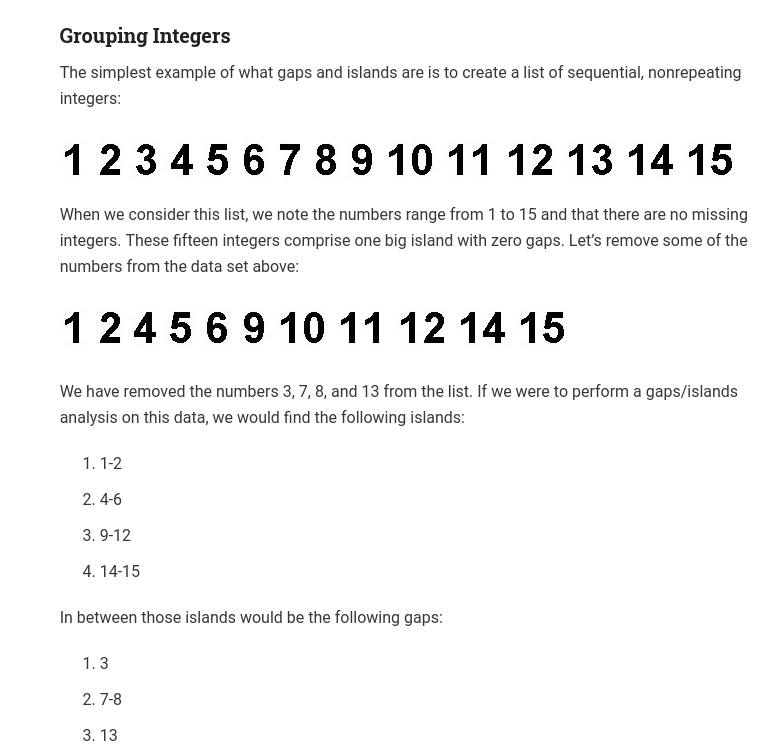 Grouping Integers
The simplest example of what gaps and islands are is to create a list of sequential, nonrepeating
integers:
1 2 3 4 5 6 7 8 9 10 11 12 13 14 15
When we consider this list, we note the numbers range from 1 to 15 and that there are no missing
integers. These fifteen integers comprise one big island with zero gaps. Let’s remove some of the
numbers from the data set above:
1 2 4 5 6 9 10 11 12 14 15
We have removed the numbers 3, 7, 8, and 13 from the list. If we were to perform a gaps/islands
analysis on this data, we would find the following islands:
1. 1-2
2. 4-6
3. 9-12
4. 14-15
In between those islands would be the following gaps:
1. 3
2. 7-8
3. 13